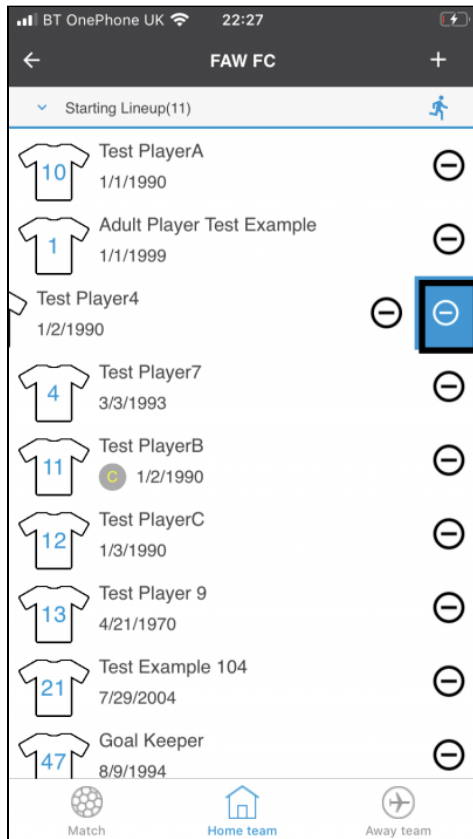 BT OnePhone UK 22:27
FAW FC
Starting Lineup(11)
10 Test PlayerA
1/1/1990
1 Adult Player Test Example
1/1/1999
Test Player4
1/2/1990
4 Test Player7
3/3/1993
11 Test PlayerB
C 1/2/1990
12 Test PlayerC
1/3/1990
13 Test Player 9
4/21/1970
21 Test Example 104
7/29/2004
47 Goal Keeper
8/9/1994
Match Home team Away team